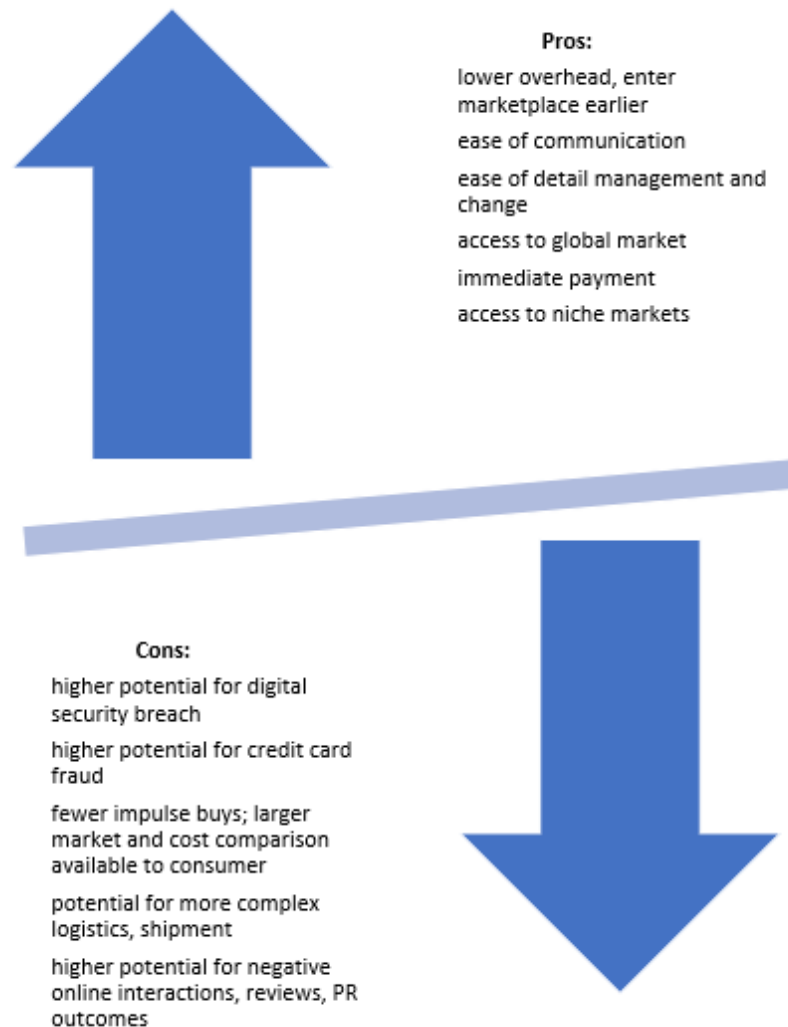 Pros:
lower overhead, enter
marketplace earlier
ease of communication
ease of detail management and
change
access to global market
immediate payment
access to niche markets
Cons:
higher potential for digital
security breach
higher potential for credit card
fraud
fewer impulse buys; larger
market and cost comparison
available to consumer
potential for more complex
logistics, shipment
higher potential for negative
online interactions, reviews, PR
outcomes